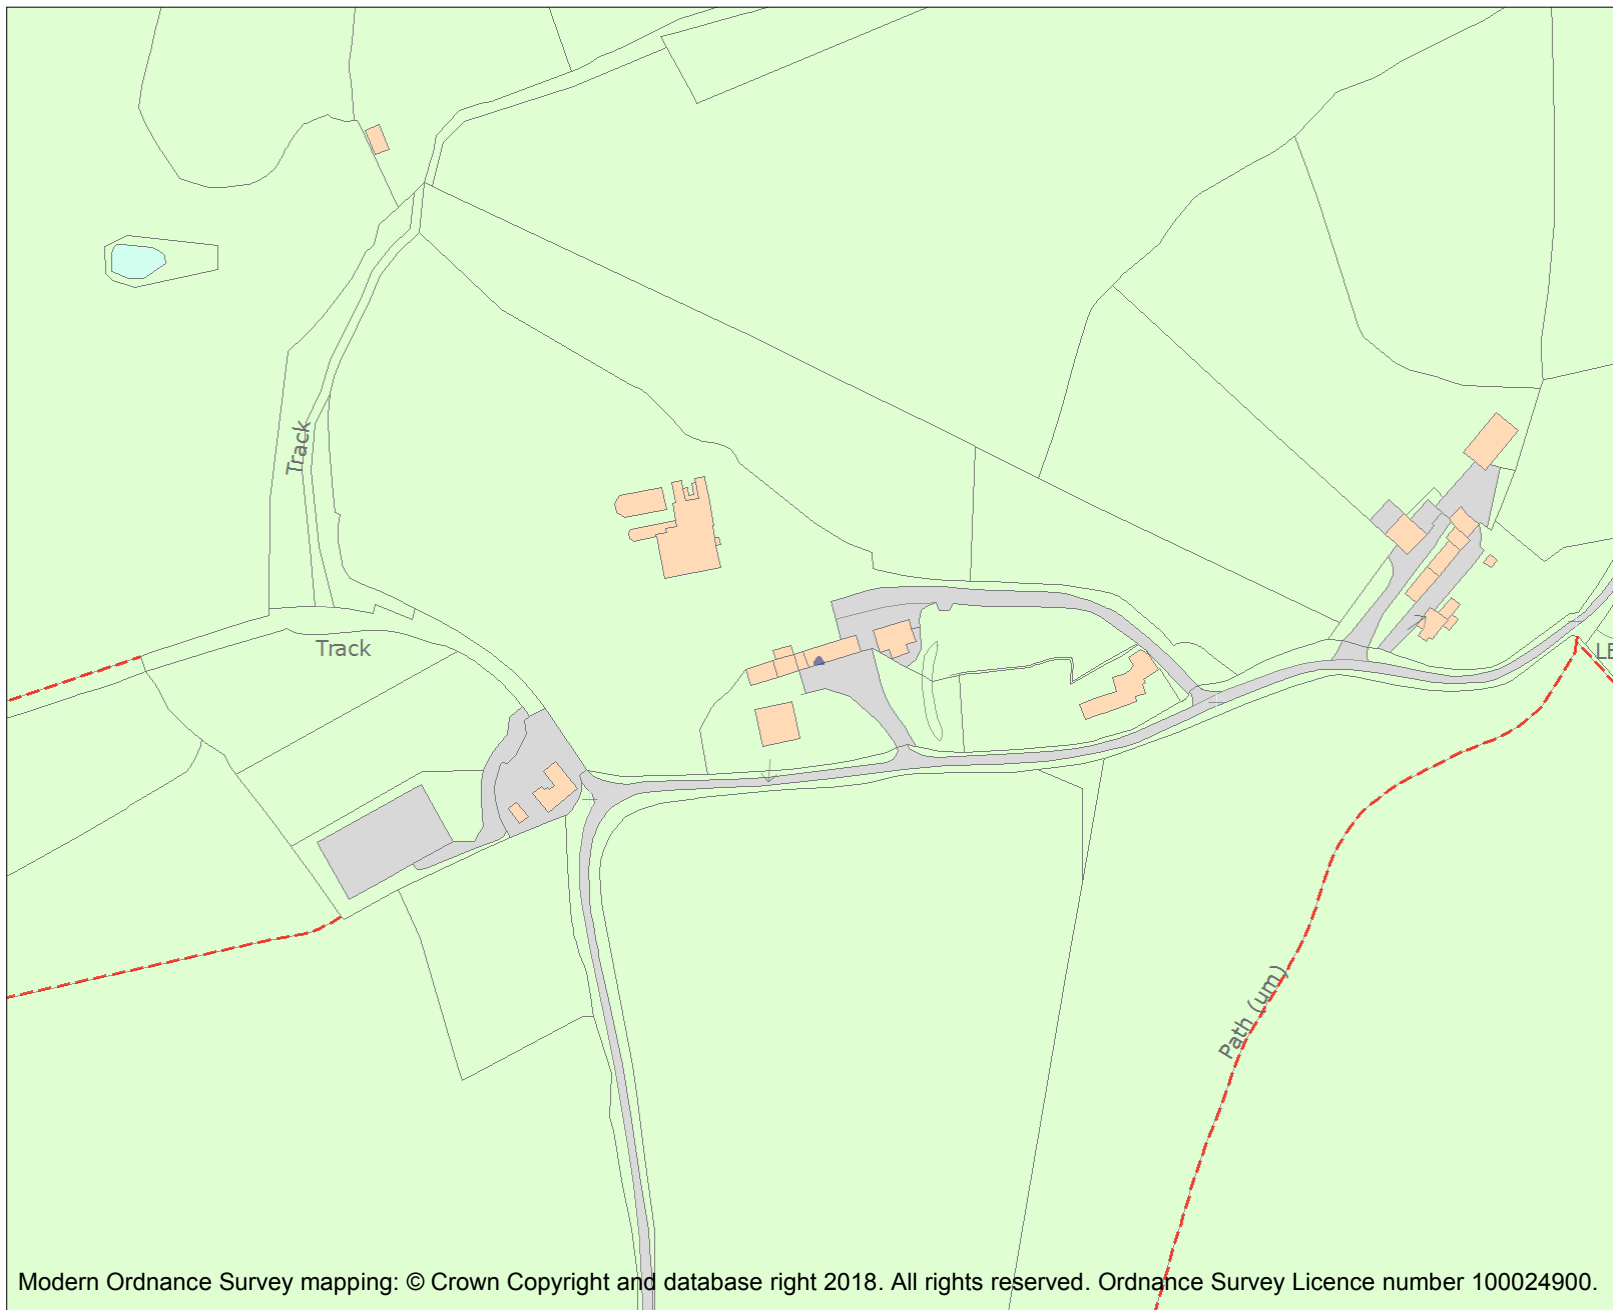 Track
Track
LB
Path (um)
Modern Ordnance Survey mapping: © Crown Copyright and database right 2018. All rights reserved. Ordnance Survey Licence number 100024900.